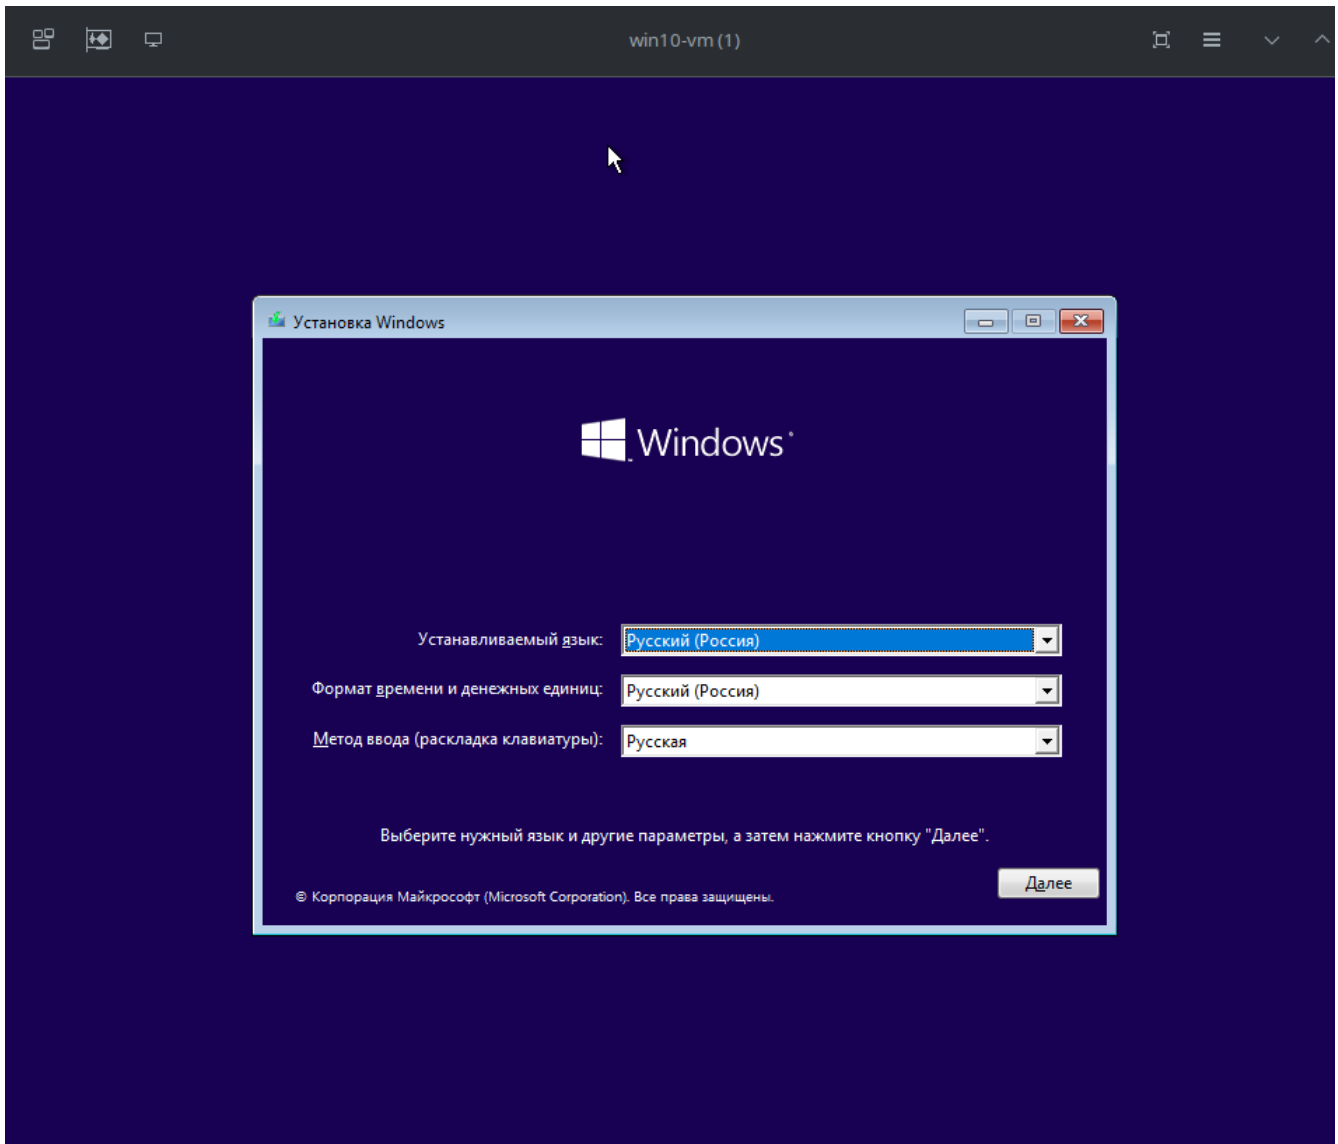 win10-vm (1)
Установка Windows
Windows
Устанавливаемый язык: Русский (Россия)
Формат времени и денежных единиц: Русский (Россия)
Метод ввода (раскладка клавиатуры): Русская
Выберите нужный язык и другие параметры, а затем нажмите кнопку "Далее".
Далее
© Корпорация Майкрософт (Microsoft Corporation). Все права защищены.